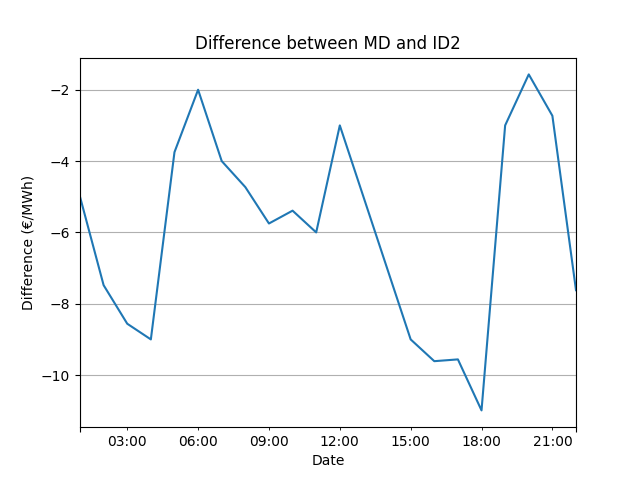 Difference between MD and ID2
Difference (€/MWh)
−2
−4
−6
−8
−10
03:00 06:00 09:00 12:00 15:00 18:00 21:00
Date